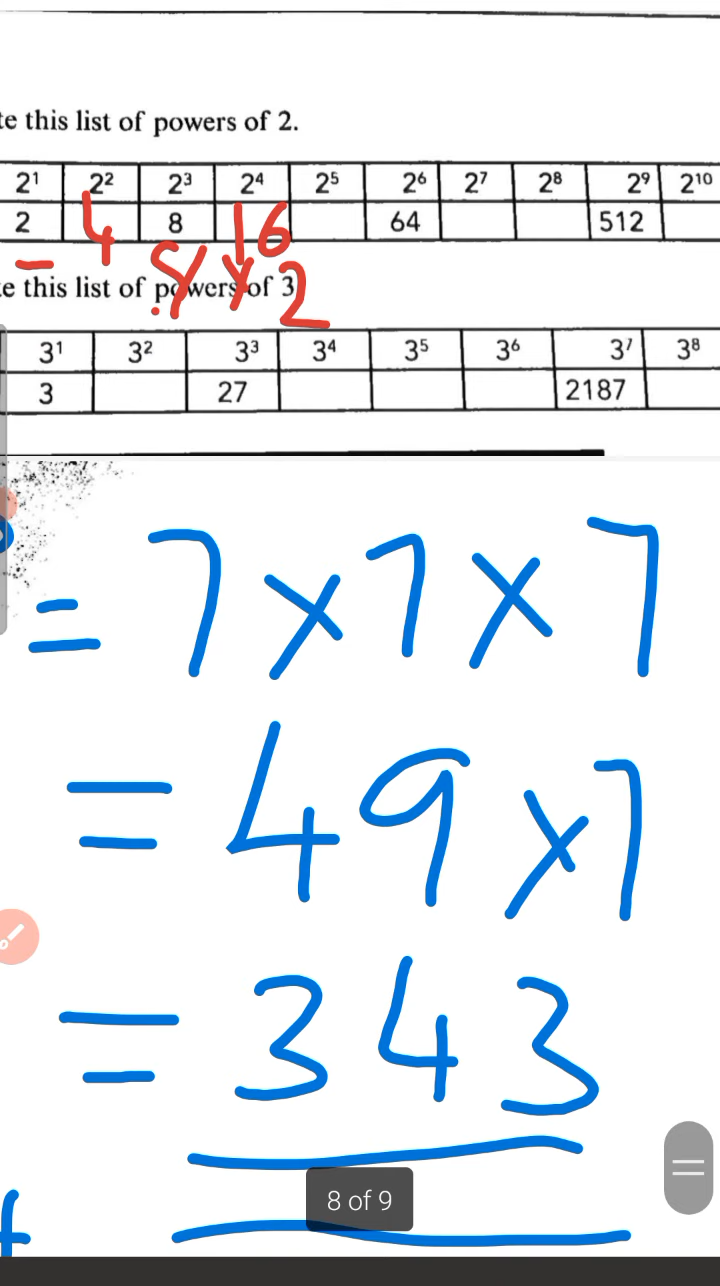 te this list of powers of 2.
2¹ 2² 2³ 2⁴ 2⁵ 2⁶ 2⁷ 2⁸ 2⁹ 2¹⁰
2 4 8 16 64 512
8 × 2
te this list of powers of 3
3¹ 3² 3³ 3⁴ 3⁵ 3⁶ 3⁷ 3⁸
3 27 2187
= 7 × 7 × 7
= 49 × 7
= 343
8 of 9